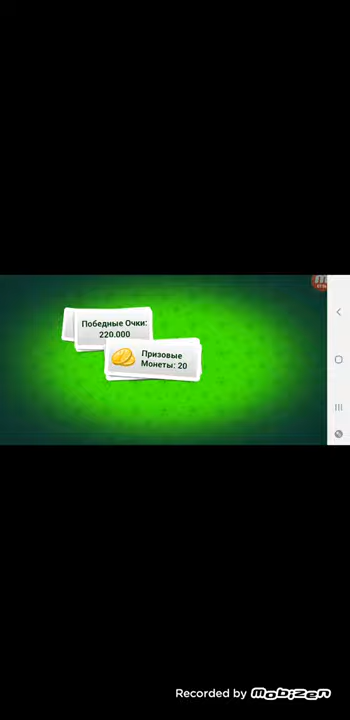 Победные Очки:
220.000
Призовые
Монеты: 20
Recorded by mobizen